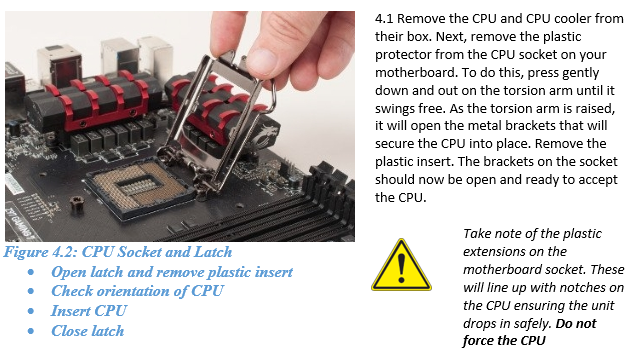 4.1 Remove the CPU and CPU cooler from
their box. Next, remove the plastic
protector from the CPU socket on your
motherboard. To do this, press gently
down and out on the torsion arm until it
swings free. As the torsion arm is raised,
it will open the metal brackets that will
secure the CPU into place. Remove the
plastic insert. The brackets on the socket
should now be open and ready to accept
the CPU.
Figure 4.2: CPU Socket and Latch
• Open latch and remove plastic insert
• Check orientation of CPU
• Insert CPU
• Close latch
Take note of the plastic
extensions on the
motherboard socket. These
will line up with notches on
the CPU ensuring the unit
drops in safely. Do not
force the CPU